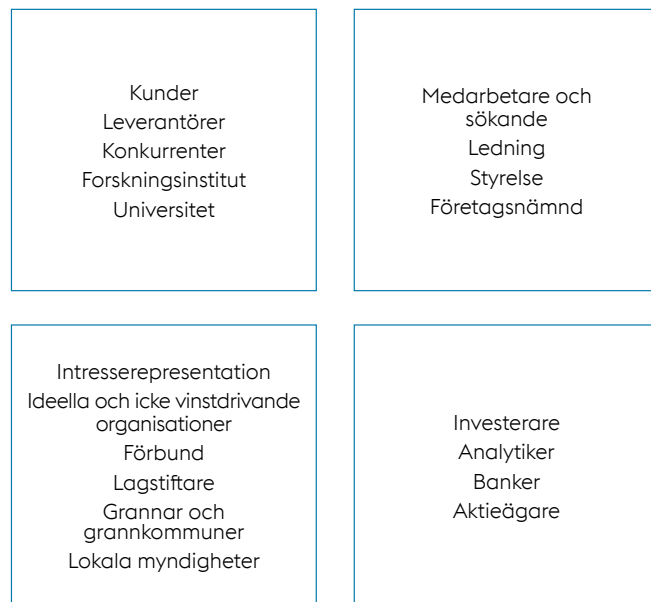 Kunder
Leverantörer
Konkurrenter
Forskningsinstitut
Universitet
Medarbetare och
sökande
Ledning
Styrelse
Företagsnämnd
Intresserepresentation
Ideella och icke vinstdrivande
organisationer
Förbund
Lagstiftare
Grannar och
grannkommuner
Lokala myndigheter
Investerare
Analytiker
Banker
Aktieägare